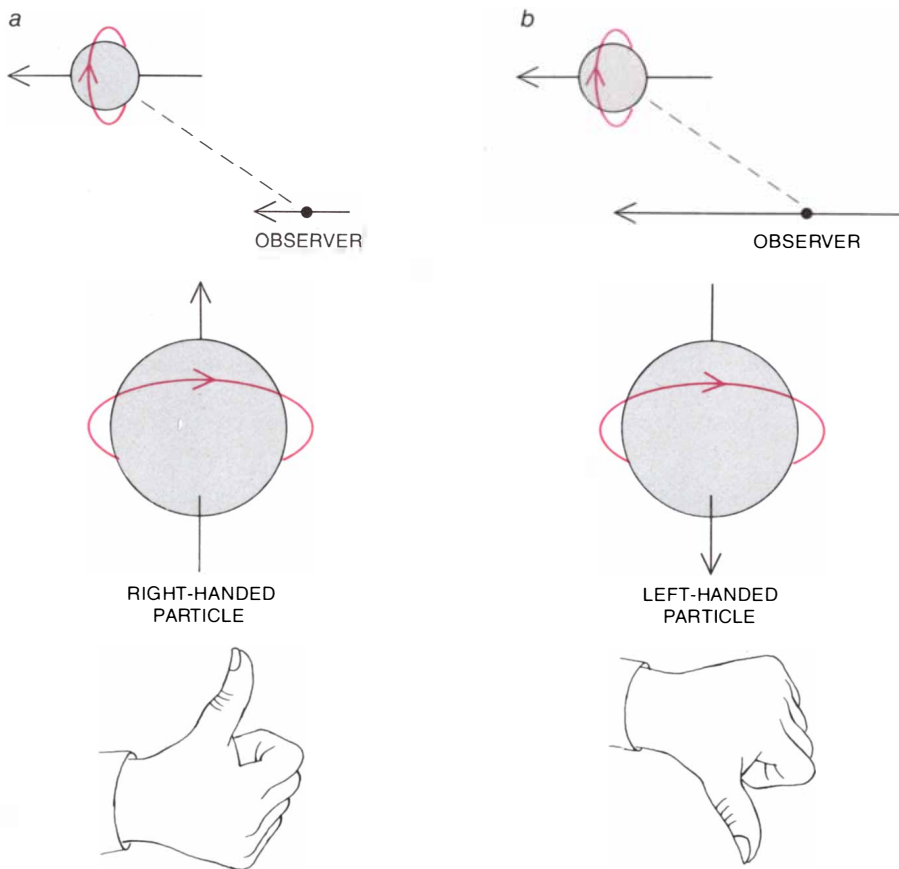 a
b
OBSERVER
OBSERVER
RIGHT-HANDED
PARTICLE
LEFT-HANDED
PARTICLE